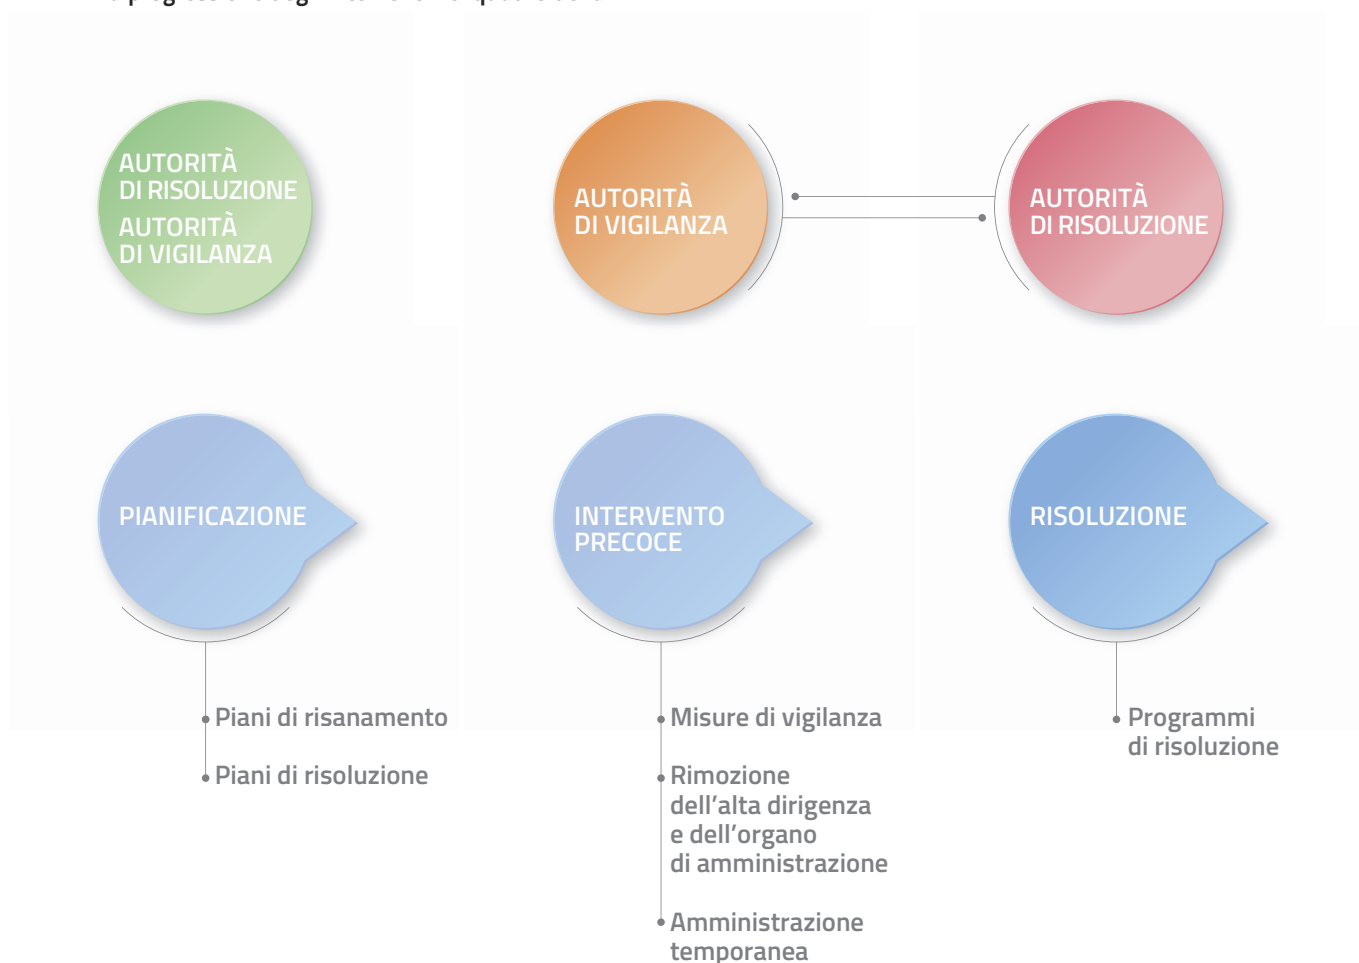 AUTORITÀ
DI RISOLUZIONE
AUTORITÀ
DI VIGILANZA
AUTORITÀ
DI VIGILANZA
AUTORITÀ
DI RISOLUZIONE
PIANIFICAZIONE
INTERVENTO
PRECOCE
RISOLUZIONE
Piani di risanamento
Piani di risoluzione
Misure di vigilanza
Rimozione
dell’alta dirigenza
e dell’organo
di amministrazione
Amministrazione
temporanea
Programmi
di risoluzione